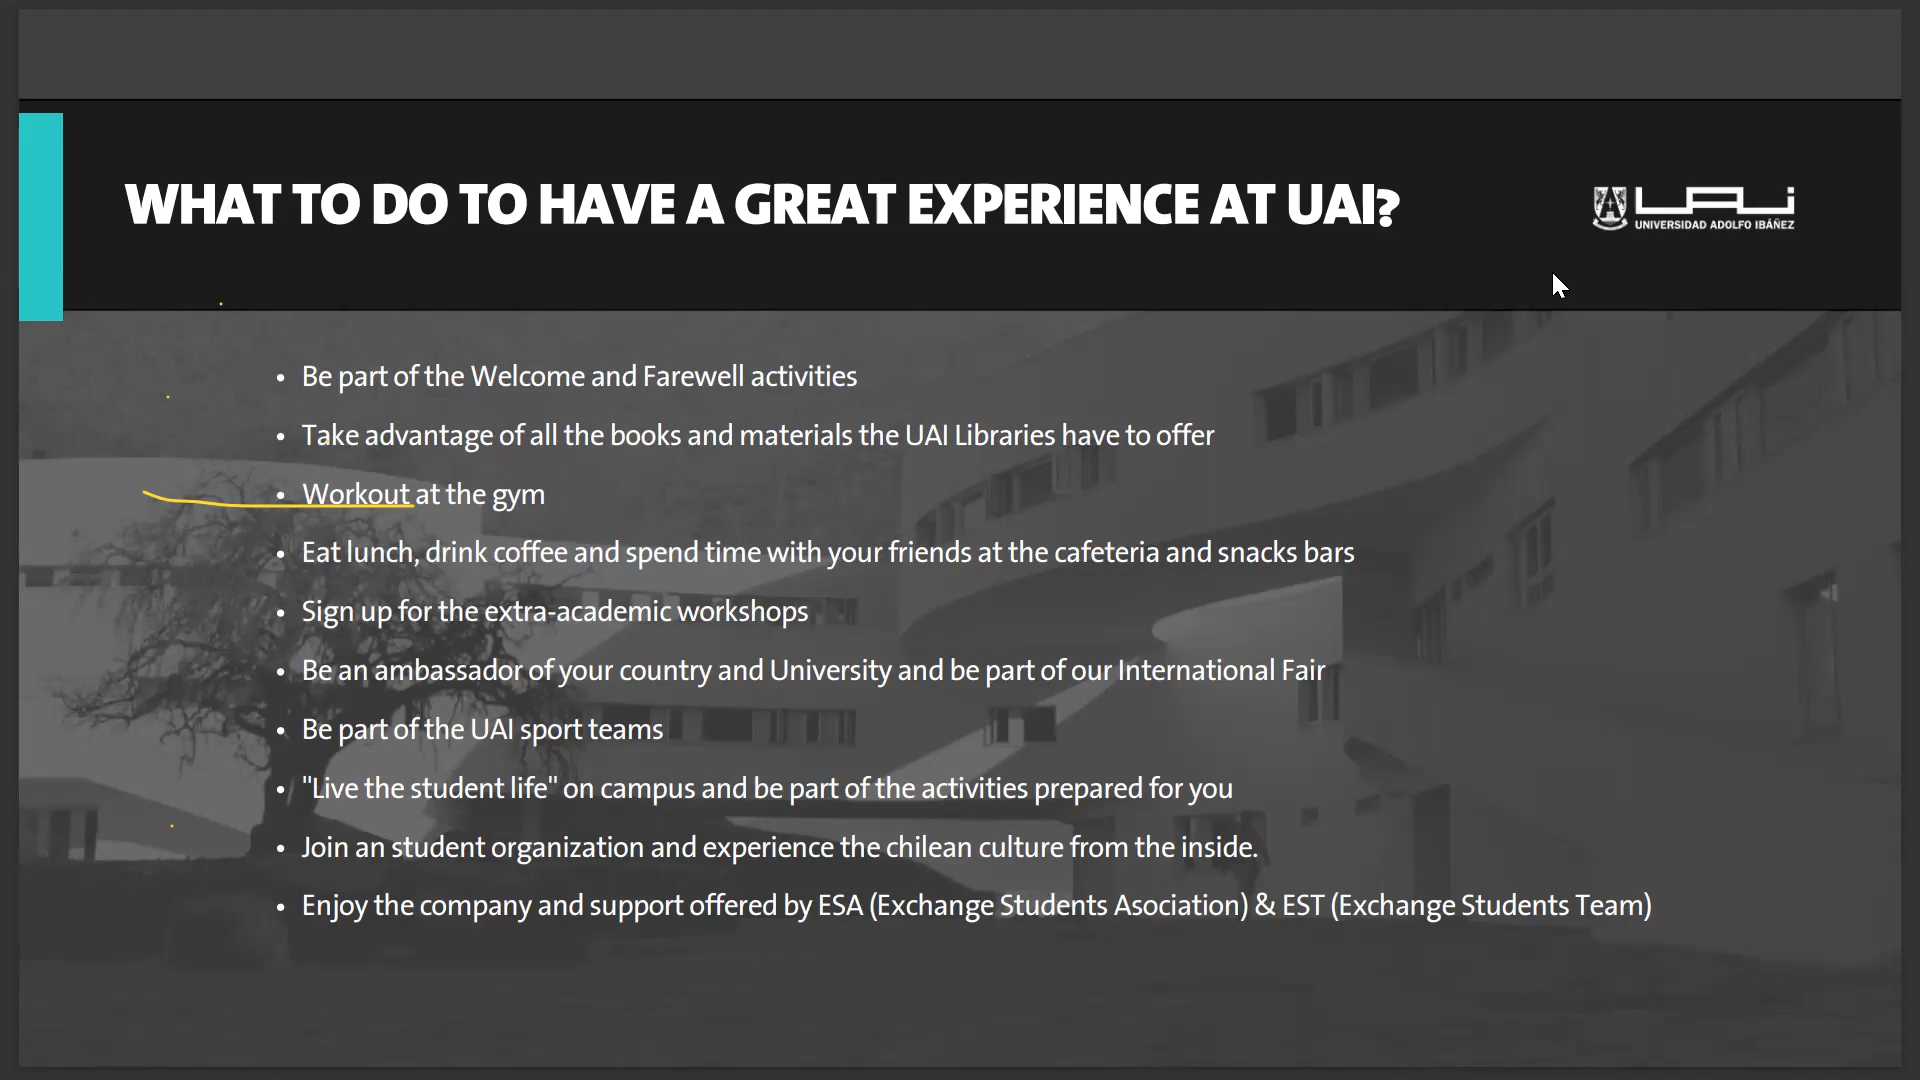 WHAT TO DO TO HAVE A GREAT EXPERIENCE AT UAI?
UAi
UNIVERSIDAD ADOLFO IBÁÑEZ
• Be part of the Welcome and Farewell activities
• Take advantage of all the books and materials the UAI Libraries have to offer
• Workout at the gym
• Eat lunch, drink coffee and spend time with your friends at the cafeteria and snacks bars
• Sign up for the extra-academic workshops
• Be an ambassador of your country and University and be part of our International Fair
• Be part of the UAI sport teams
• "Live the student life" on campus and be part of the activities prepared for you
• Join an student organization and experience the chilean culture from the inside.
• Enjoy the company and support offered by ESA (Exchange Students Asociation) & EST (Exchange Students Team)